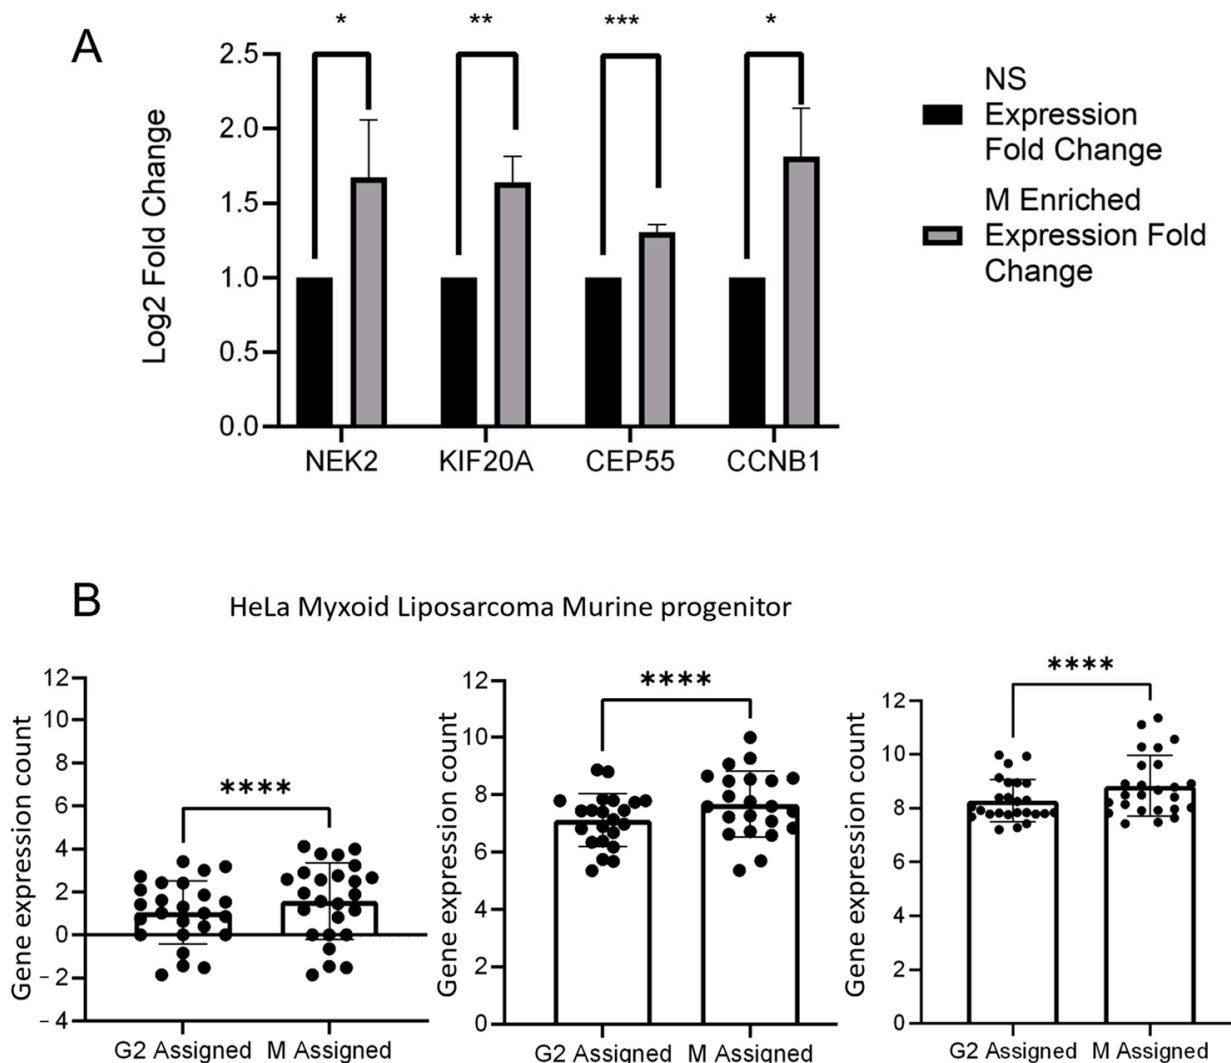 A
* ** *** *
2.5
2.0
1.5
1.0
0.5
0.0
Log2 Fold Change
NEK2 KIF20A CEP55 CCNB1
NS
Expression
Fold Change
M Enriched
Expression Fold
Change
B
HeLa Myxoid Liposarcoma Murine progenitor
Gene expression count
12
10
8
6
4
2
0
-2
-4
****
G2 Assigned M Assigned
Gene expression count
12
10
8
6
4
2
0
****
G2 Assigned M Assigned
Gene expression count
12
10
8
6
4
2
0
****
G2 Assigned M Assigned